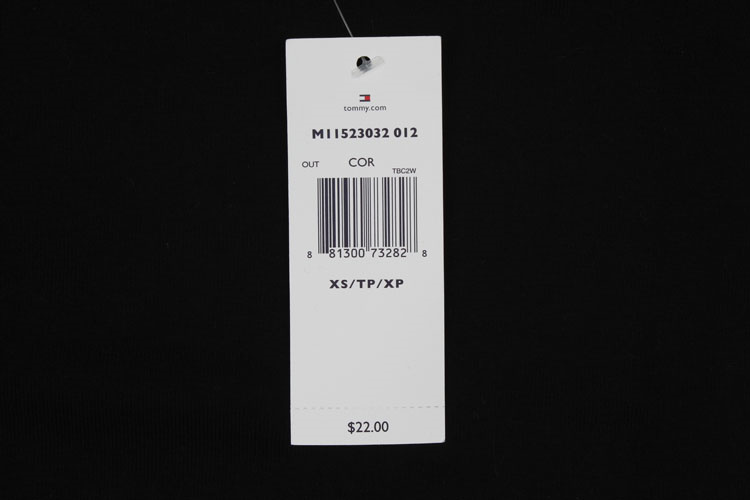 tommy.com
M11523032 012
OUT COR TBC2W
8 81300 73282 8
XS/TP/XP
$22.00